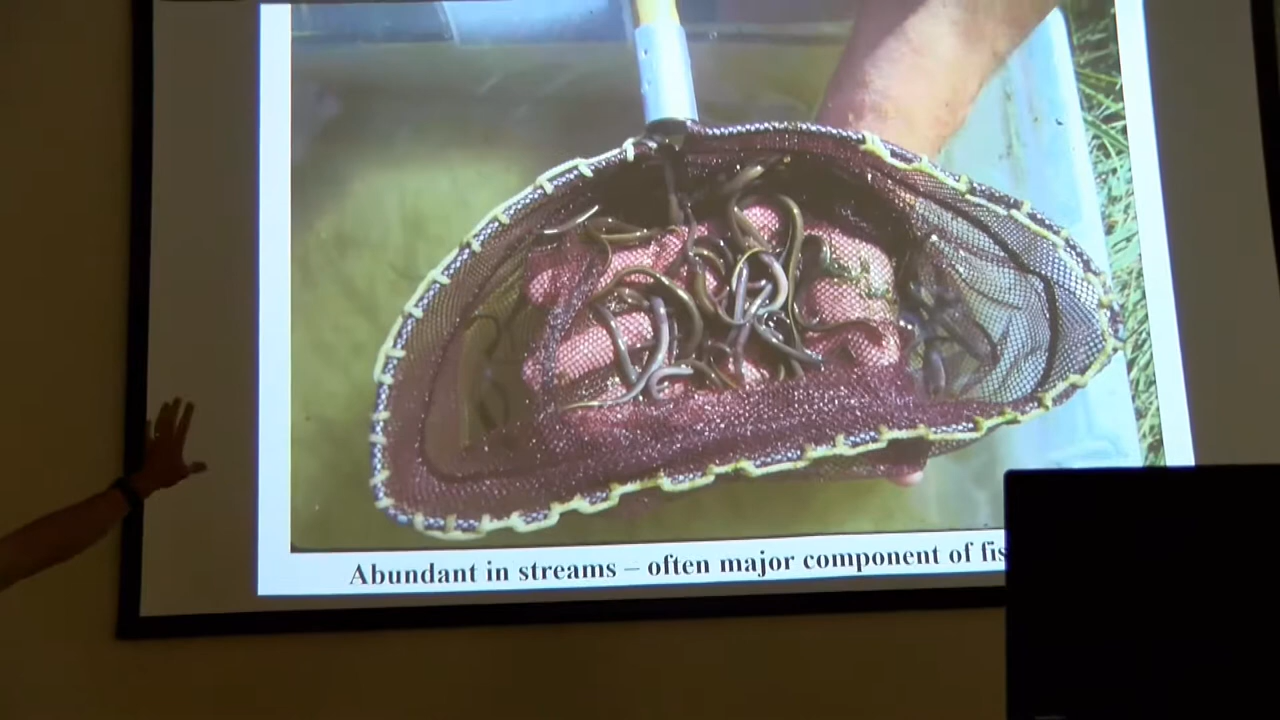 Abundant in streams – often major component of